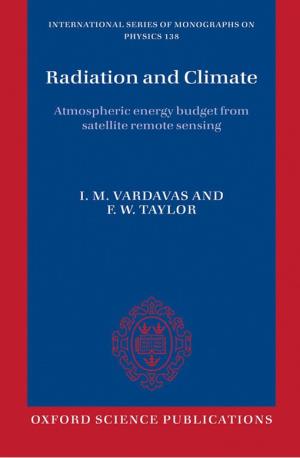 INTERNATIONAL SERIES OF MONOGRAPHS ON
PHYSICS 138
Radiation and Climate
Atmospheric energy budget from
satellite remote sensing
I. M. VARDAVAS AND
F. W. TAYLOR
OXFORD SCIENCE PUBLICATIONS